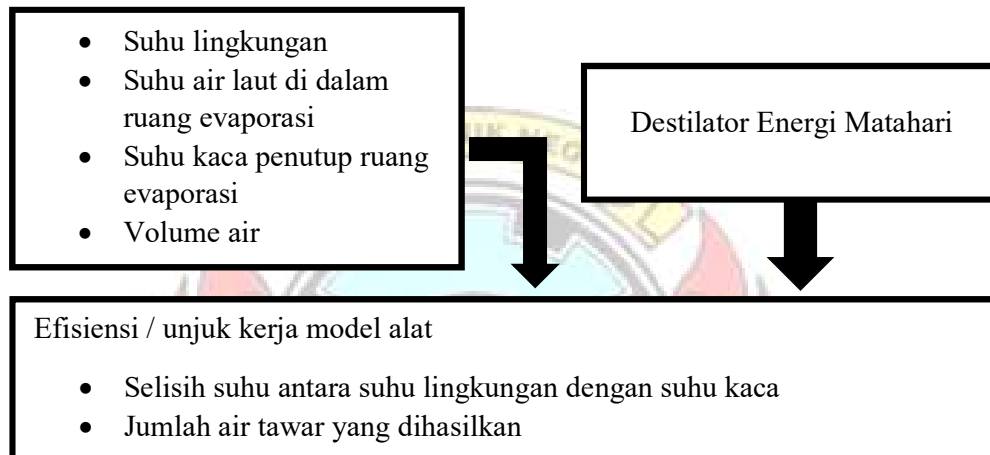 • Suhu lingkungan
• Suhu air laut di dalam
ruang evaporasi
• Suhu kaca penutup ruang
evaporasi
• Volume air
Destilator Energi Matahari
Efisiensi / unjuk kerja model alat
• Selisih suhu antara suhu lingkungan dengan suhu kaca
• Jumlah air tawar yang dihasilkan